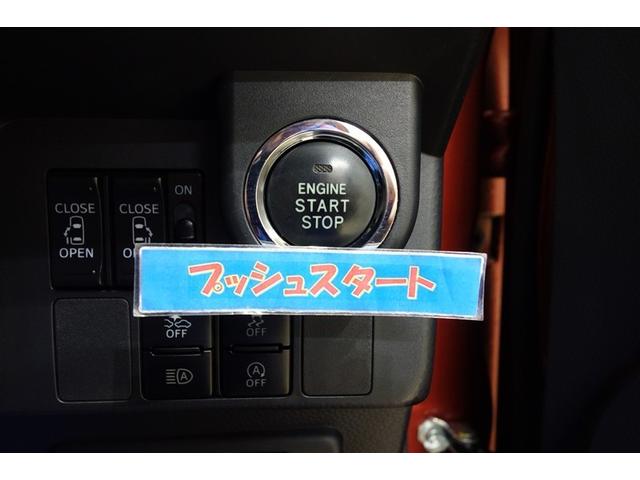 ENGINE
START
STOP
ON
CLOSE
OPEN
CLOSE
プッシュスタート
OFF
OFF
A
A
OFF